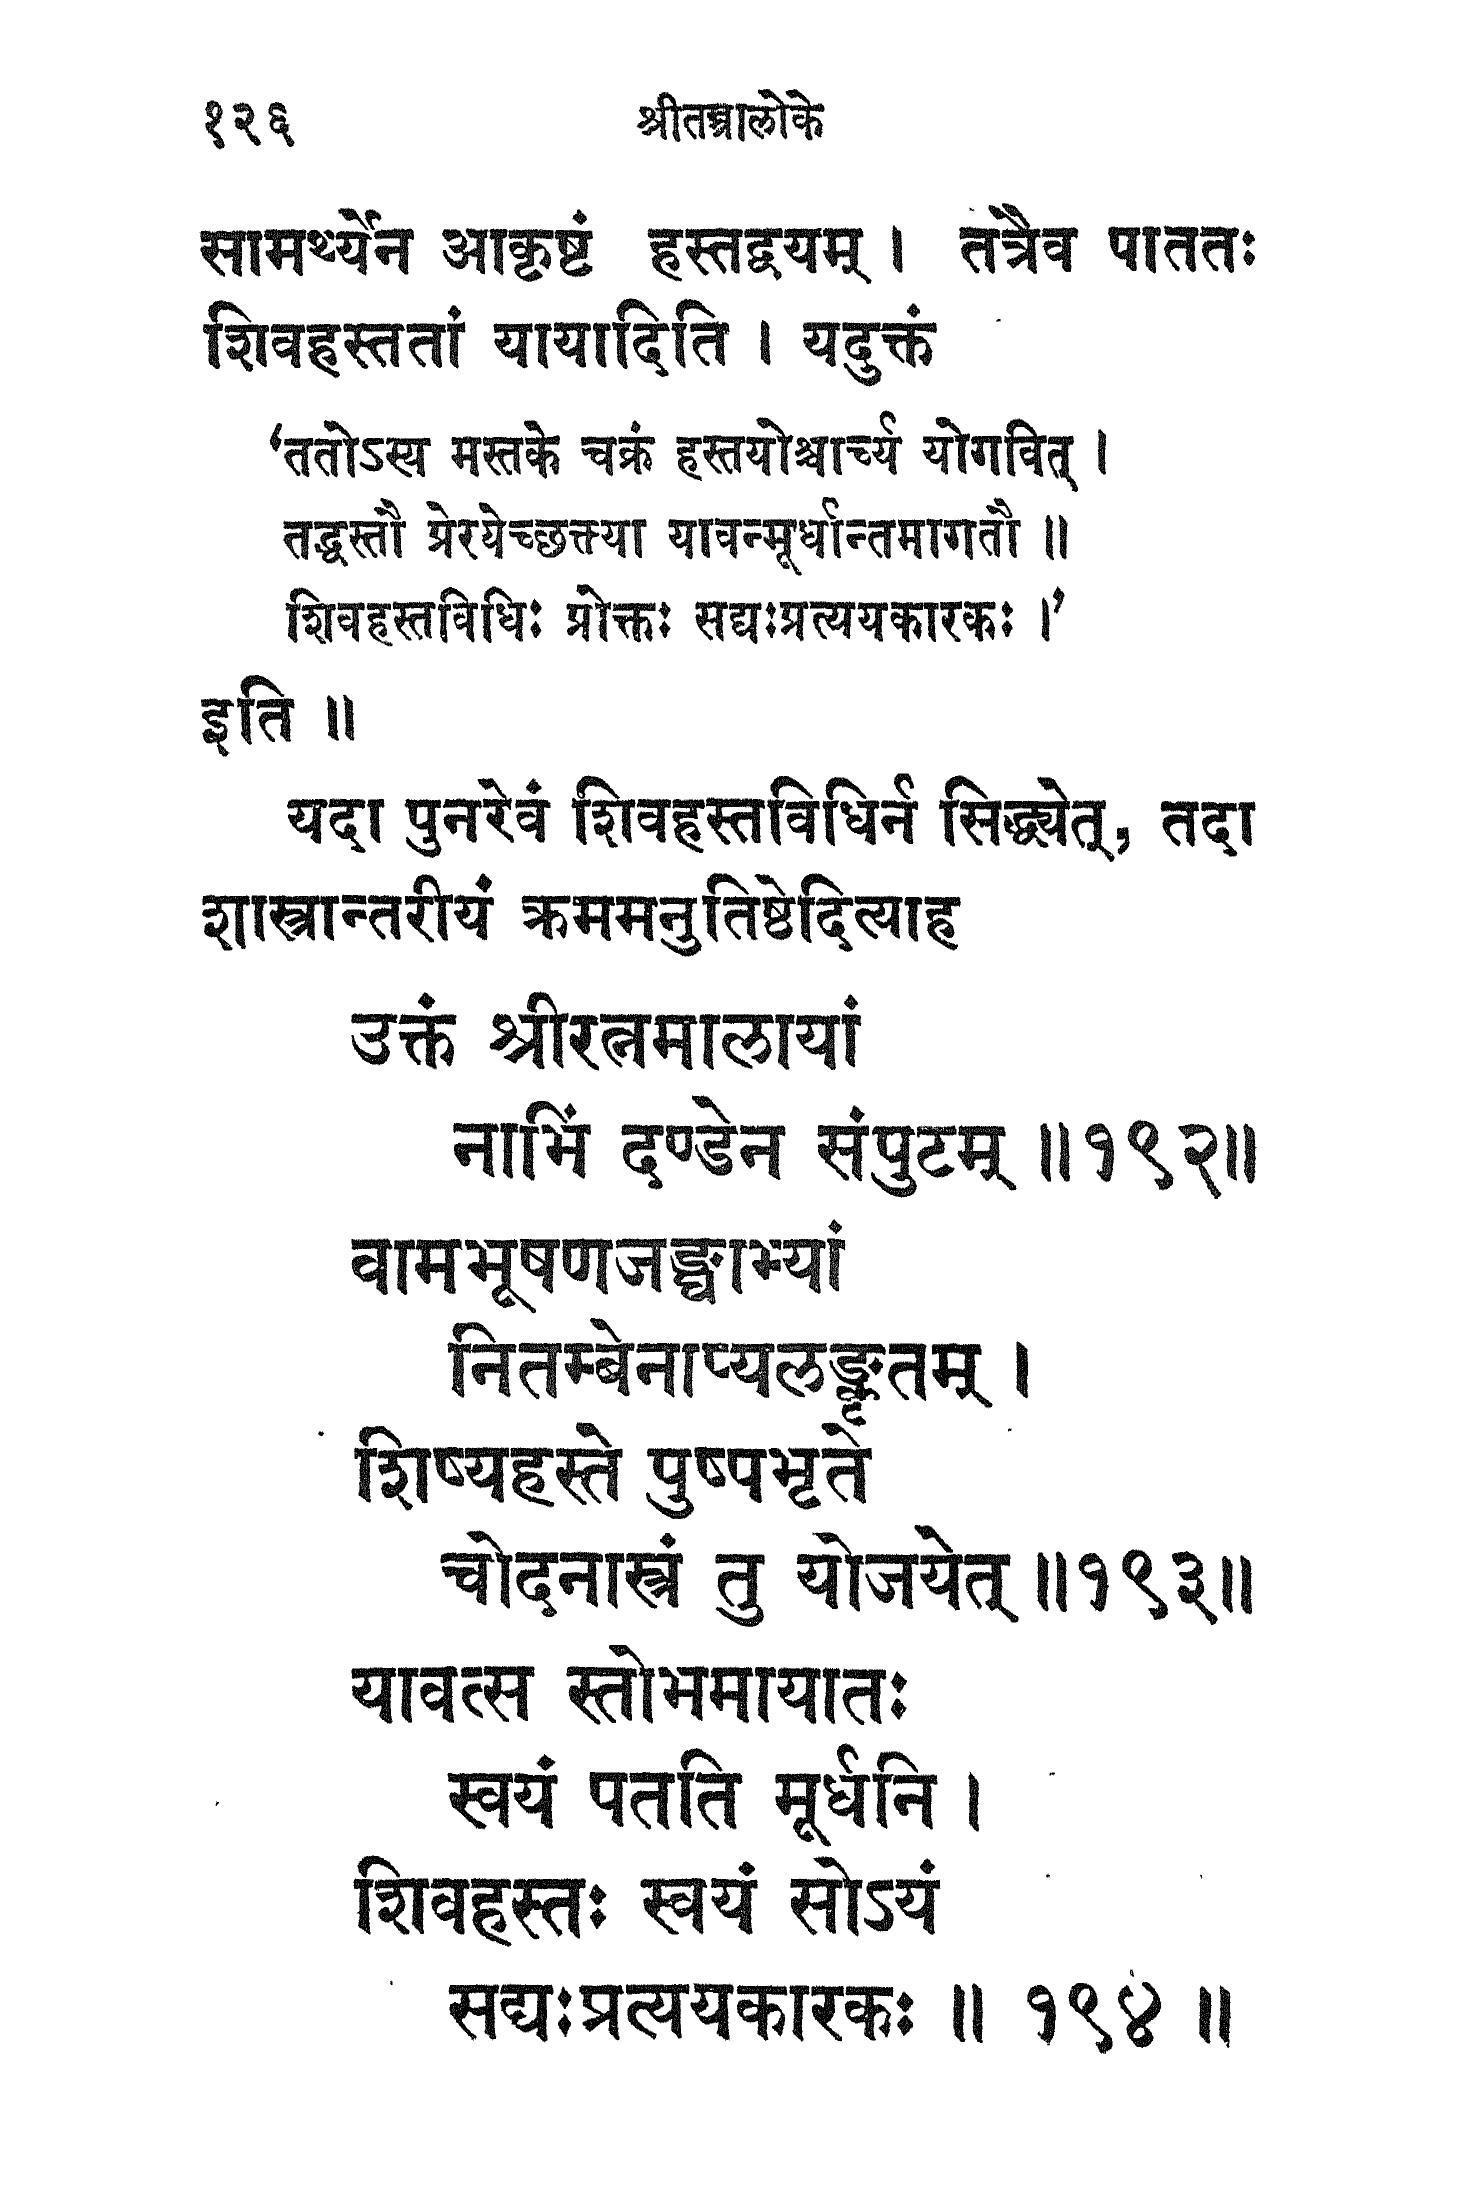 १२६ श्रीतन्त्रालोके
सामर्थ्येन आकृष्टं हस्तद्वयम् । तत्रैव पाततः
शिवहस्ततां यायादिति । यदुक्तं
‘ततोऽस्य मस्तके चक्रं हस्तयोश्चार्च्य योगवित् ।
तद्धस्तौ प्रेरयेच्छक्त्या यावन्मूर्धान्तमागतौ ॥
शिवहस्तविधिः प्रोक्तः सद्यःप्रत्ययकारकः ।’
इति ॥
यदा पुनरेवं शिवहस्तविधिर्न सिद्ध्येत्, तदा
शास्त्रान्तरीयं क्रममनुतिष्ठेदित्याह
उक्तं श्रीरत्नमालायां
नाभिं दण्डेन संपुटम् ॥१९२॥
वामभूषणजङ्घाभ्यां
नितम्बेनाप्यलङ्कृतम् ।
शिष्यहस्ते पुष्पभृते
चोदनास्त्रं तु योजयेत् ॥१९३॥
यावत्स स्तोभमायातः
स्वयं पतति मूर्धनि ।
शिवहस्तः स्वयं सोऽयं
सद्यःप्रत्ययकारकः ॥ १९४ ॥